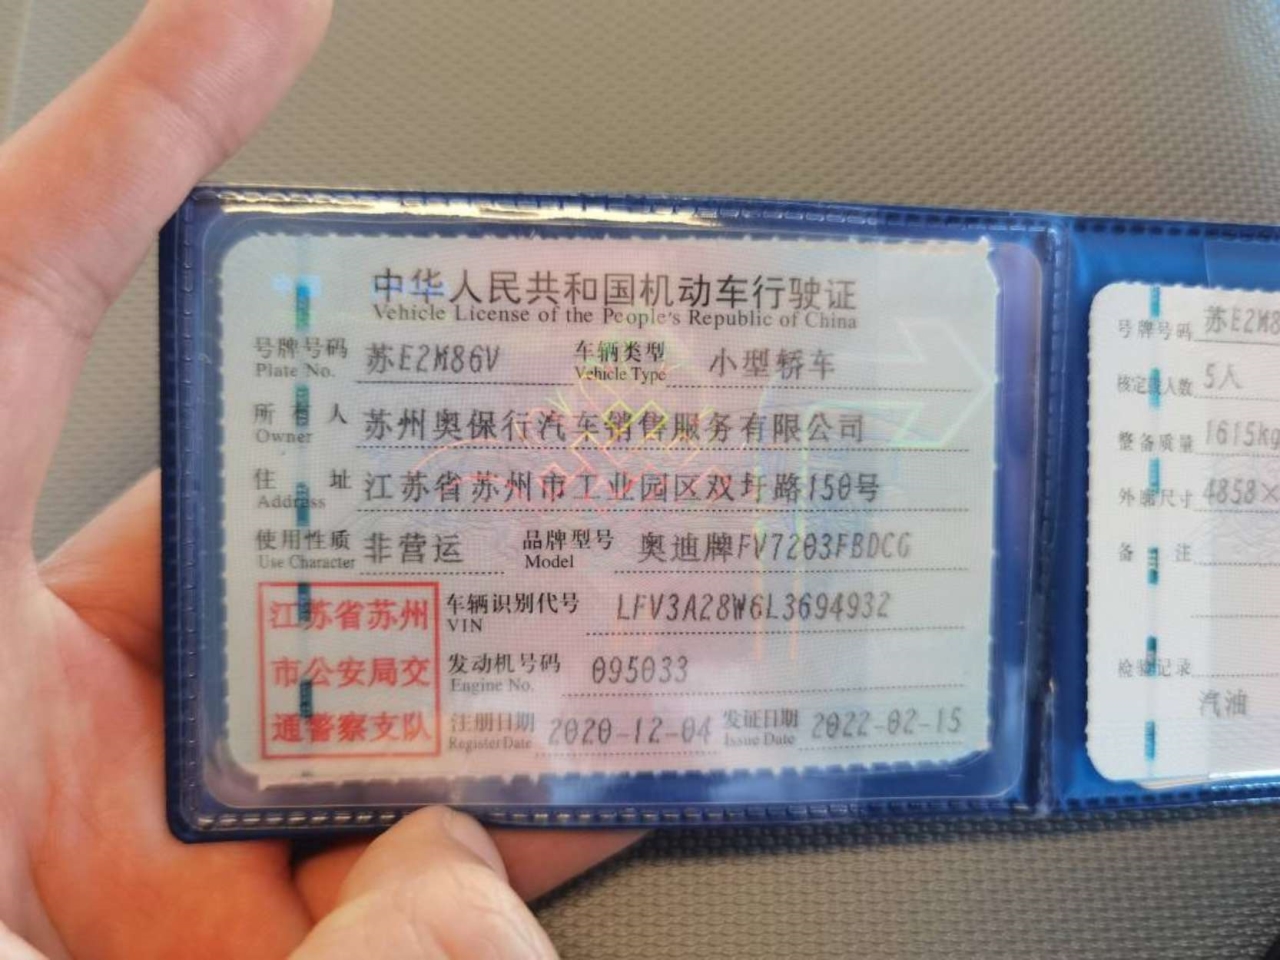 中华人民共和国机动车行驶证
Vehicle License of the People's Republic of China
号牌号码 苏E2M86V 车辆类型 小型轿车
Plate No. Vehicle Type
所有人 苏州奥保行汽车销售服务有限公司
Owner
住址 江苏省苏州市工业园区双圩路150号
Address
使用性质 非营运 品牌型号 奥迪牌FV7203FBDCG
Use Character Model
车辆识别代号 LFV3A28W6L3694932
VIN
发动机号码 095033
Engine No.
注册日期 2020-12-04 发证日期 2022-02-15
Register Date Issue Date
江苏省苏州
市公安局交
通警察支队
号牌号码 苏E2M8
核定载人数 5人
整备质量 1615kg
外廓尺寸 4858×
备注
检验记录
汽油